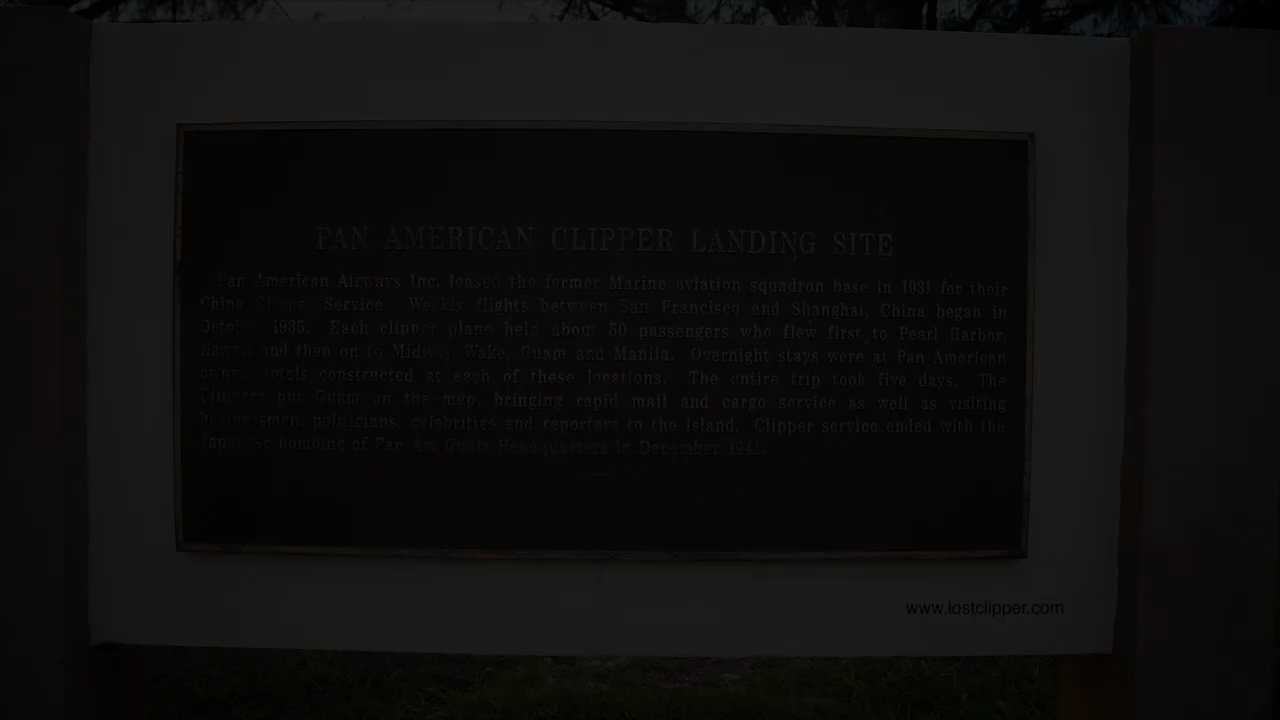 PAN AMERICAN CLIPPER LANDING SITE
Pan American Airways Inc. leased the former Marine aviation squadron base in 1931 for their
China Clipper Service. Weekly flights between San Francisco and Shanghai, China began in
October 1935. Each clipper plane held about 50 passengers who flew first to Pearl Harbor,
Hawaii and then on to Midway, Wake, Guam and Manila. Overnight stays were at Pan American
owned hotels constructed at each of these locations. The entire trip took five days. The
Clippers put Guam on the map, bringing rapid mail and cargo service as well as visiting
businessmen, politicians, celebrities and reporters to the island. Clipper service ended with the
Japanese bombing of Pan Am Guam Headquarters in December 1941.
www.lostclipper.com